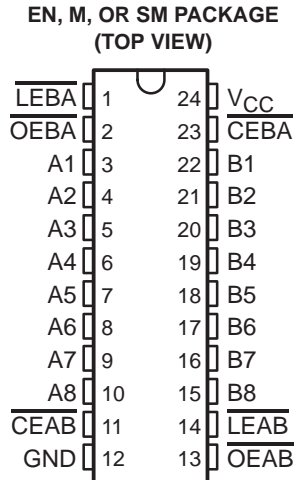 EN, M, OR SM PACKAGE
(TOP VIEW)
LEBA 1 24 VCC
OEBA 2 23 CEBA
A1 3 22 B1
A2 4 21 B2
A3 5 20 B3
A4 6 19 B4
A5 7 18 B5
A6 8 17 B6
A7 9 16 B7
A8 10 15 B8
CEAB 11 14 LEAB
GND 12 13 OEAB